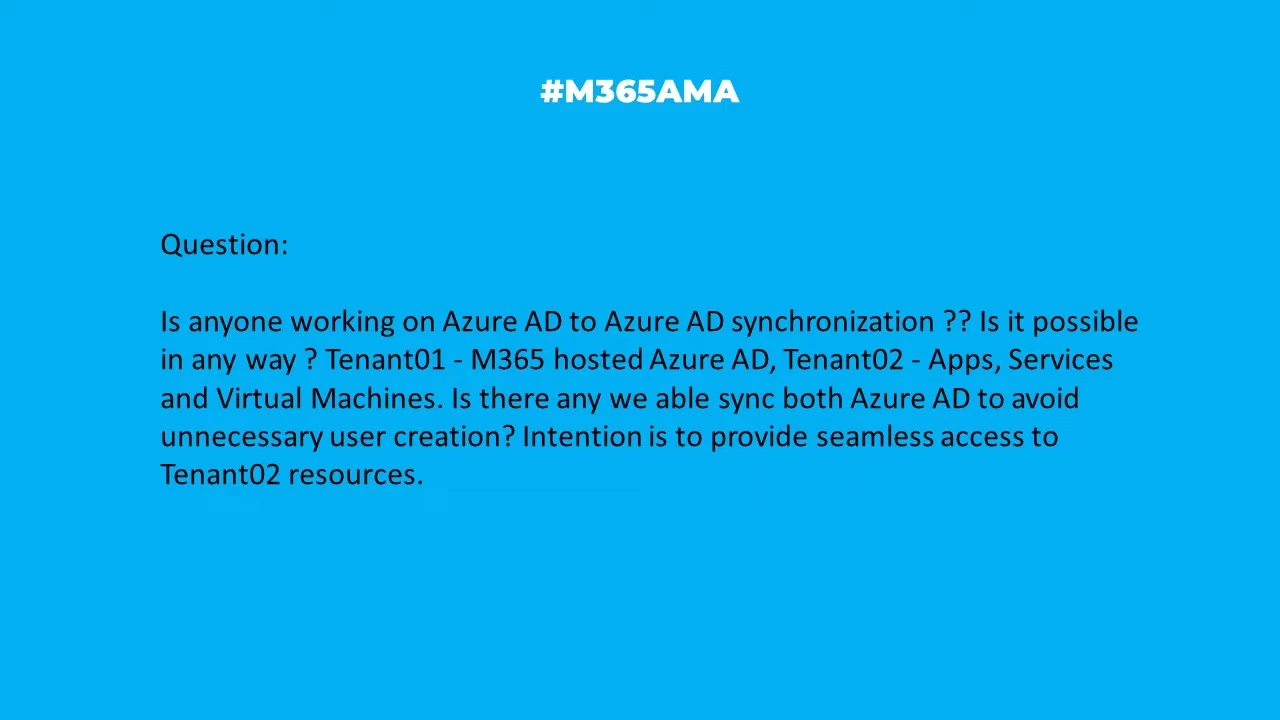 #M365AMA
Question:
Is anyone working on Azure AD to Azure AD synchronization ?? Is it possible
in any way ? Tenant01 - M365 hosted Azure AD, Tenant02 - Apps, Services
and Virtual Machines. Is there any we able sync both Azure AD to avoid
unnecessary user creation? Intention is to provide seamless access to
Tenant02 resources.